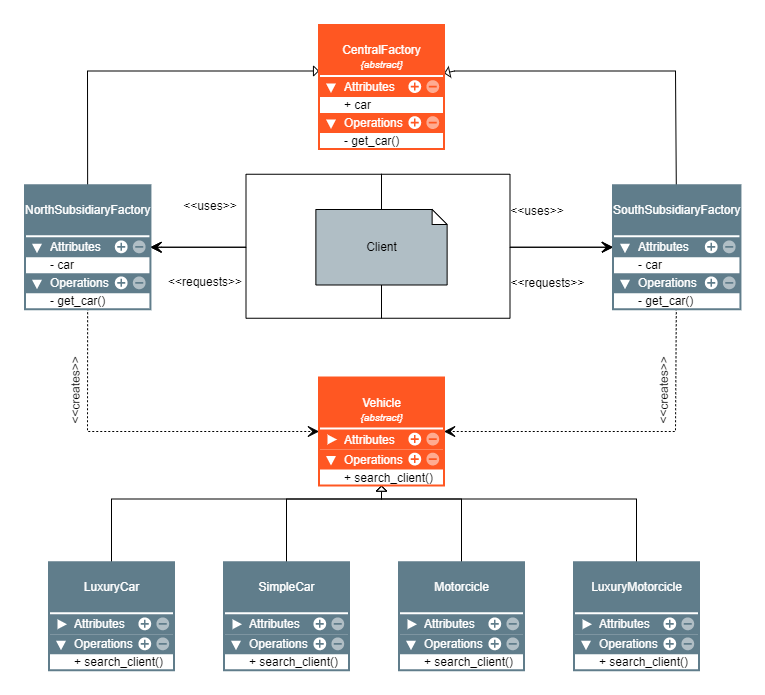 CentralFactory
{abstract}
Attributes
+ car
Operations
- get_car()
NorthSubsidiaryFactory
Attributes
- car
Operations
- get_car()
<<uses>>
<<requests>>
Client
<<uses>>
<<requests>>
SouthSubsidiaryFactory
Attributes
- car
Operations
- get_car()
<<creates>>
<<creates>>
Vehicle
{abstract}
Attributes
Operations
+ search_client()
LuxuryCar
Attributes
Operations
+ search_client()
SimpleCar
Attributes
Operations
+ search_client()
Motorcicle
Attributes
Operations
+ search_client()
LuxuryMotorcicle
Attributes
Operations
+ search_client()